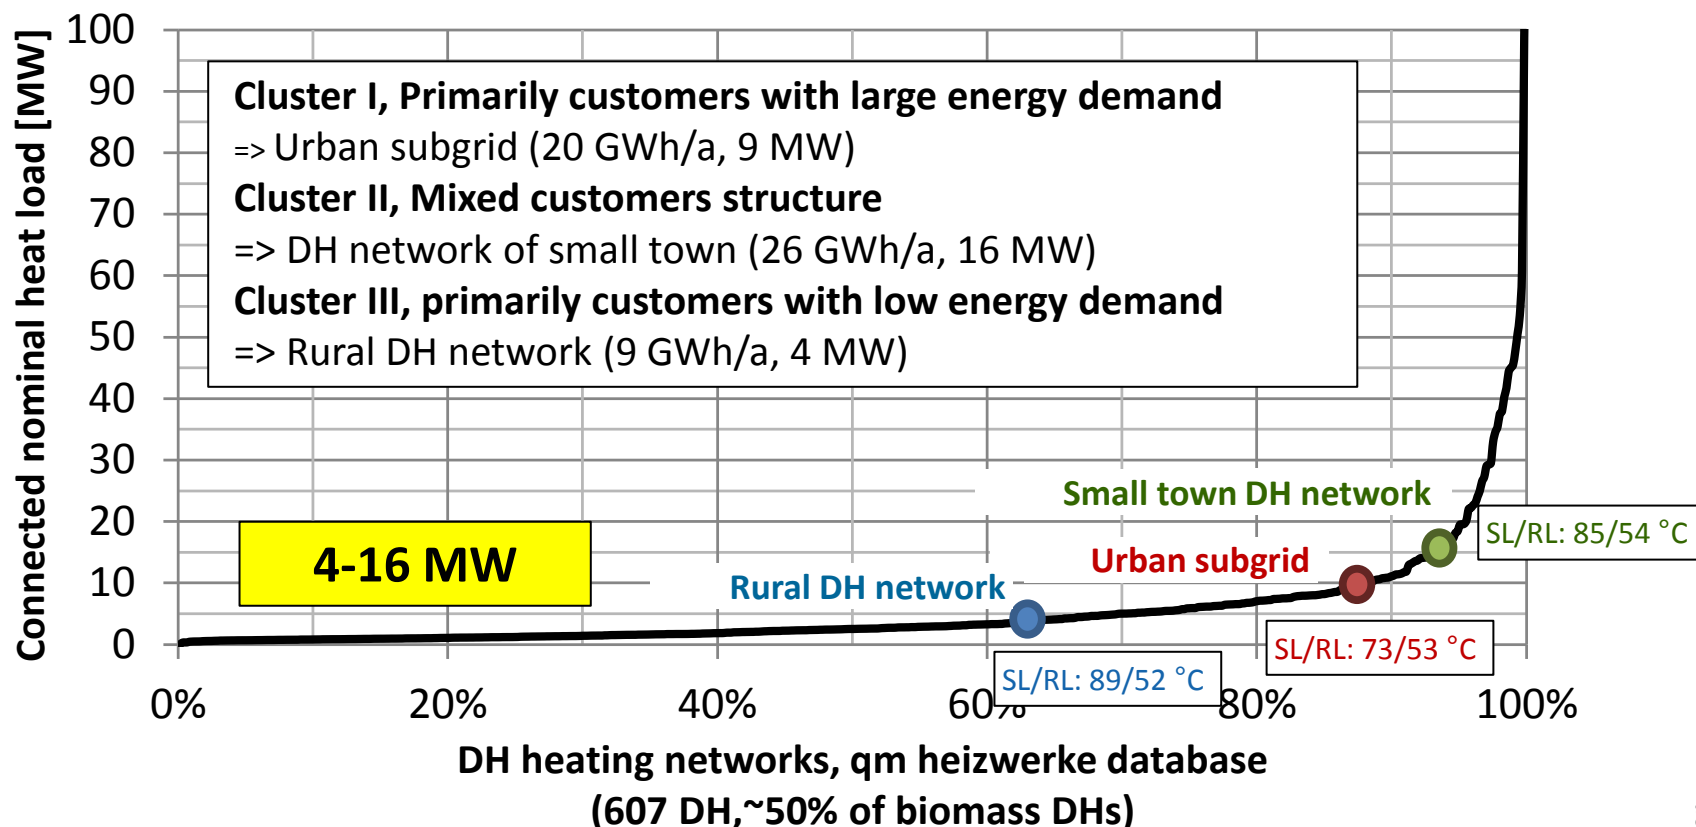 Connected nominal heat load [MW]
100
90
80
70
60
50
40
30
20
10
0
Cluster I, Primarily customers with large energy demand
=> Urban subgrid (20 GWh/a, 9 MW)
Cluster II, Mixed customers structure
=> DH network of small town (26 GWh/a, 16 MW)
Cluster III, primarily customers with low energy demand
=> Rural DH network (9 GWh/a, 4 MW)
Small town DH network
SL/RL: 85/54 °C
4-16 MW
Urban subgrid
Rural DH network
SL/RL: 73/53 °C
SL/RL: 89/52 °C
0%
20%
40%
60%
80%
100%
DH heating networks, qm heizwerke database
(607 DH,~50% of biomass DHs)